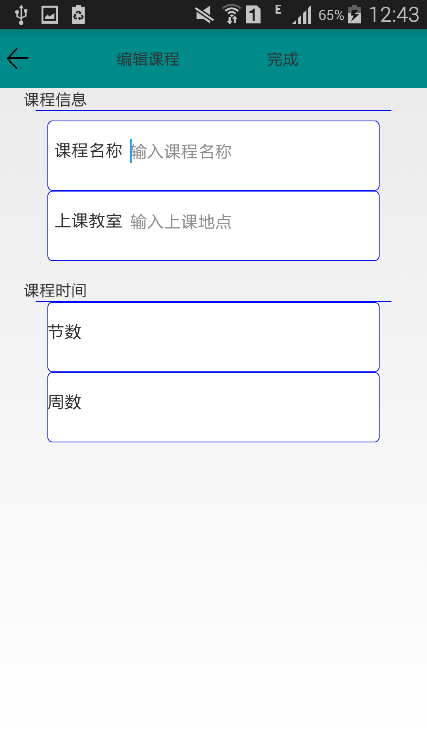 1 E 65% 12:43
编辑课程 完成
课程信息
课程名称 输入课程名称
上课教室 输入上课地点
课程时间
节数
周数